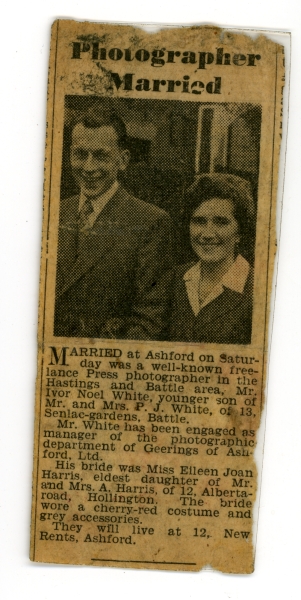 Photographer
Married
MARRIED at Ashford on Satur-
day was a well-known free-
lance Press photographer in the
Hastings and Battle area, Mr.
Ivor Noel White, younger son of
Mr. and Mrs. P. J. White, of 13,
Senlac-gardens, Battle.
Mr. White has been engaged as
manager of the photographic
department of Geerings of Ash-
ford, Ltd.
His bride was Miss Eileen Joan
Harris, eldest daughter of Mr.
and Mrs. A. Harris, of 12, Alberta-
road, Hollington. The bride
wore a cherry-red costume and
grey accessories.
They will live at 12, New
Rents, Ashford.